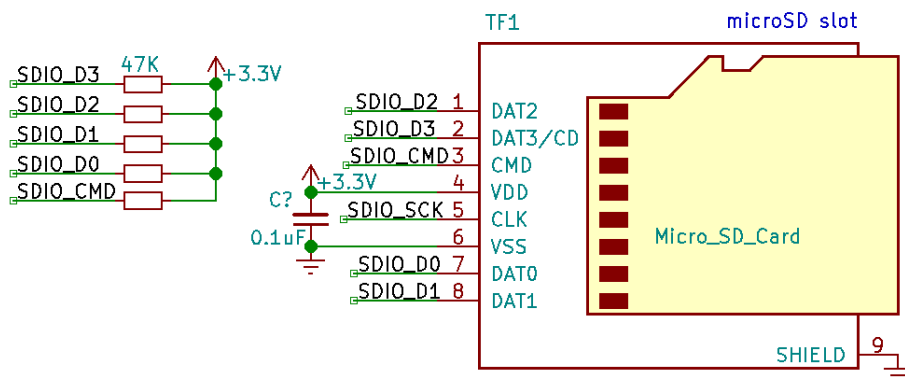 TF1
microSD slot
47K
+3.3V
SDIO_D3
SDIO_D2
SDIO_D1
SDIO_D0
SDIO_CMD
SDIO_D2 1 DAT2
SDIO_D3 2 DAT3/CD
SDIO_CMD 3 CMD
+3.3V 4 VDD
C?
SDIO_SCK 5 CLK
0.1uF
6 VSS
Micro_SD_Card
SDIO_D0 7 DAT0
SDIO_D1 8 DAT1
SHIELD 9